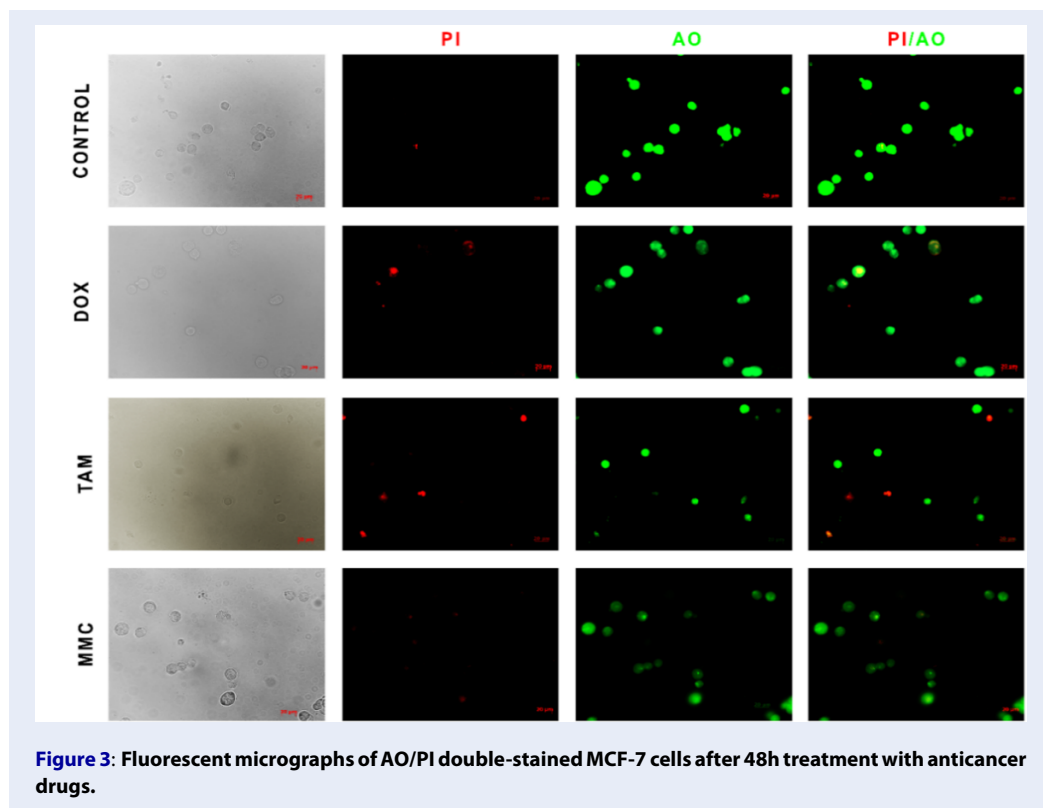 PI AO PI/AO
CONTROL
DOX
TAM
MMC
Figure 3: Fluorescent micrographs of AO/PI double-stained MCF-7 cells after 48h treatment with anticancer
drugs.